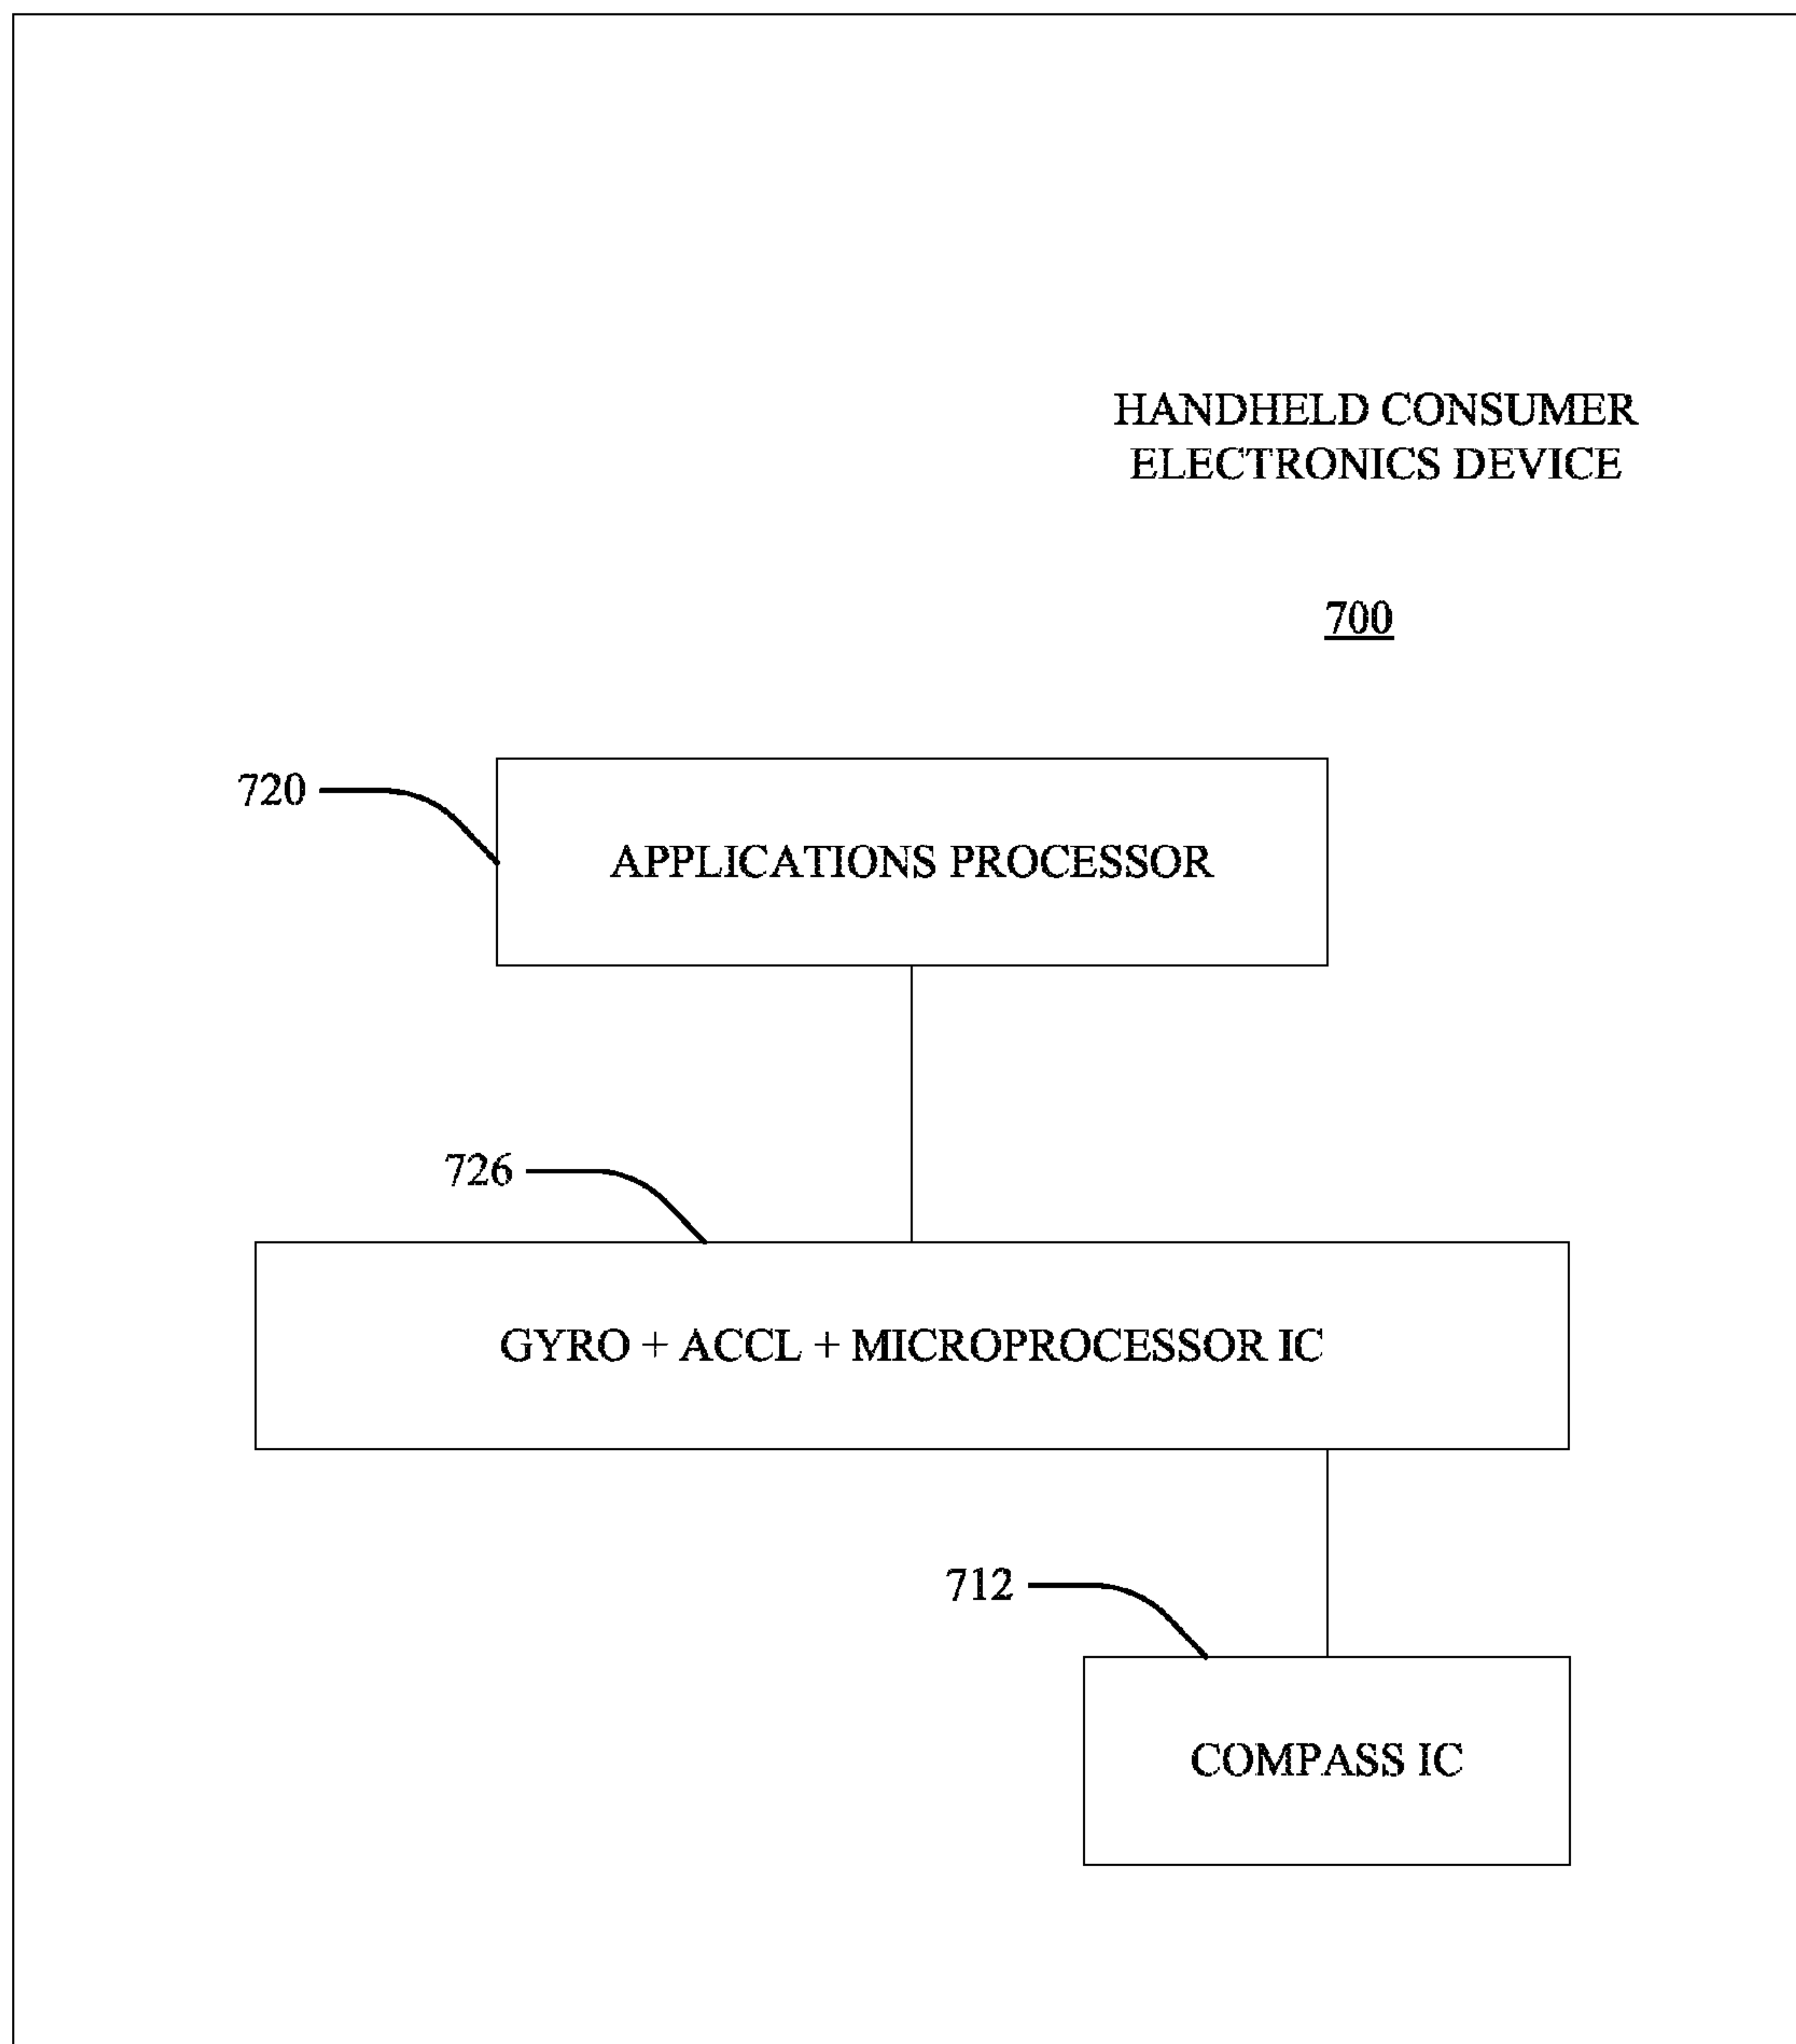 HANDHELD CONSUMER
ELECTRONICS DEVICE
700
720
APPLICATIONS PROCESSOR
726
GYRO + ACCL + MICROPROCESSOR IC
712
COMPASS IC